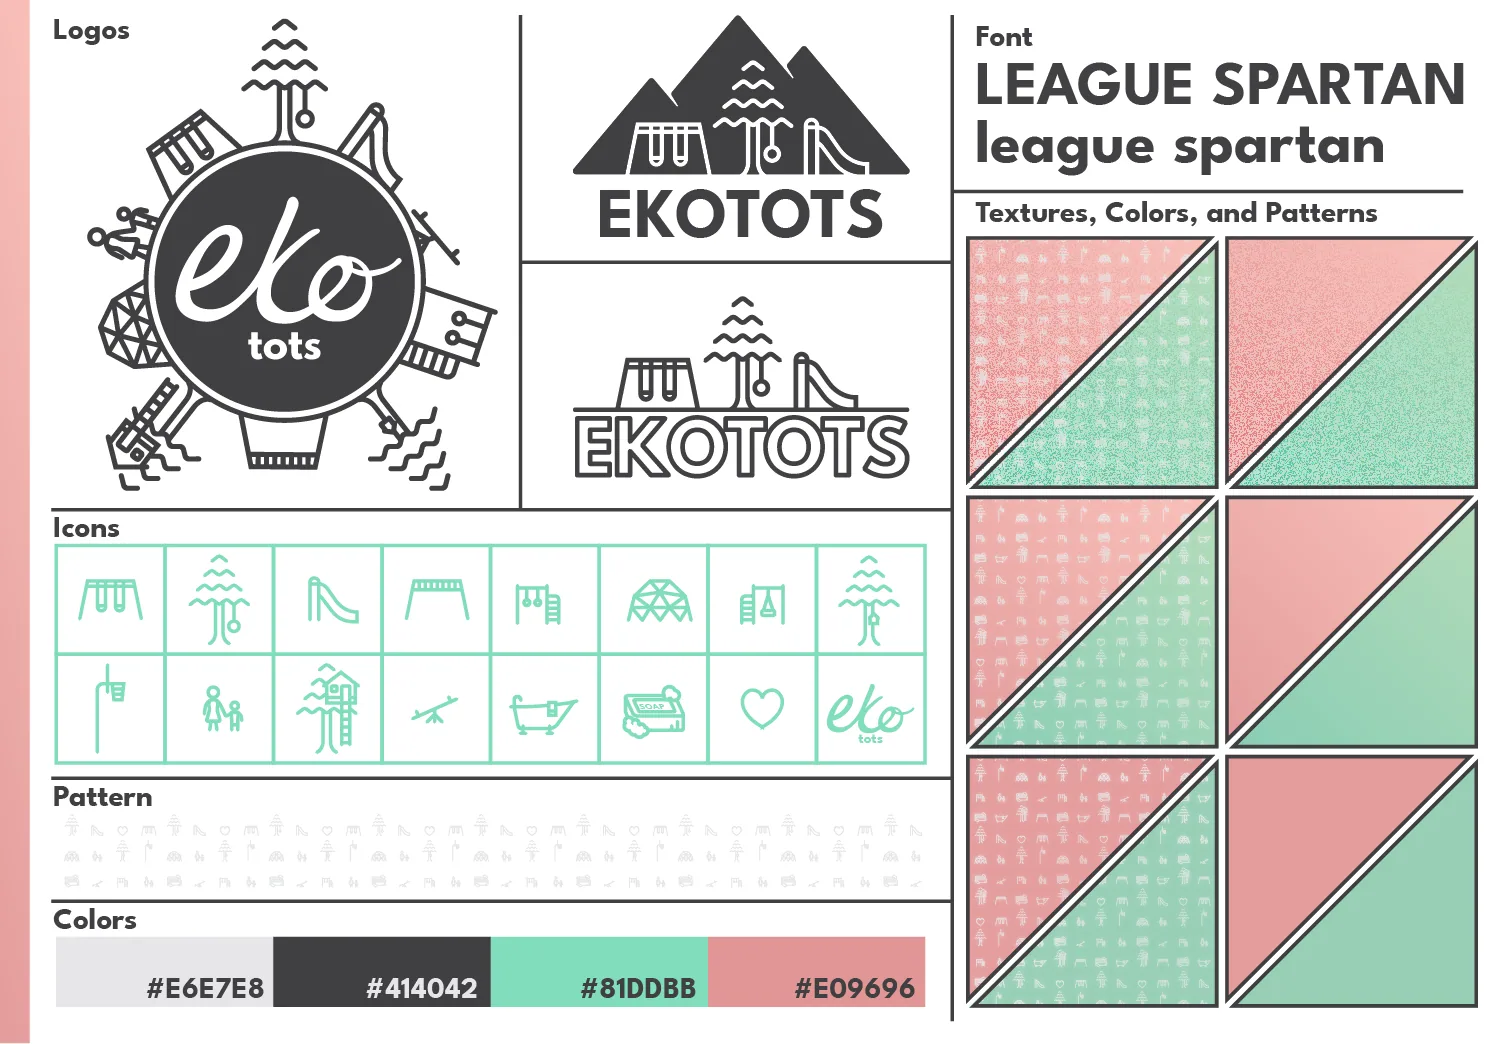 Logos
eko
tots
EKOTOTS
EKOTOTS
Icons
SOAP
eko
tots
Pattern
Colors
#E6E7E8
#414042
#81DDBB
#E09696
Font
LEAGUE SPARTAN
league spartan
Textures, Colors, and Patterns